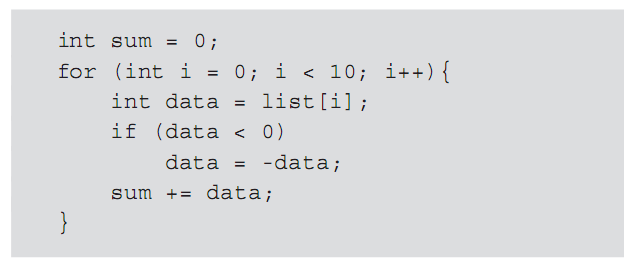 int sum = 0;
for (int i = 0; i < 10; i++){
    int data = list[i];
    if (data < 0)
        data = -data;
    sum += data;
}